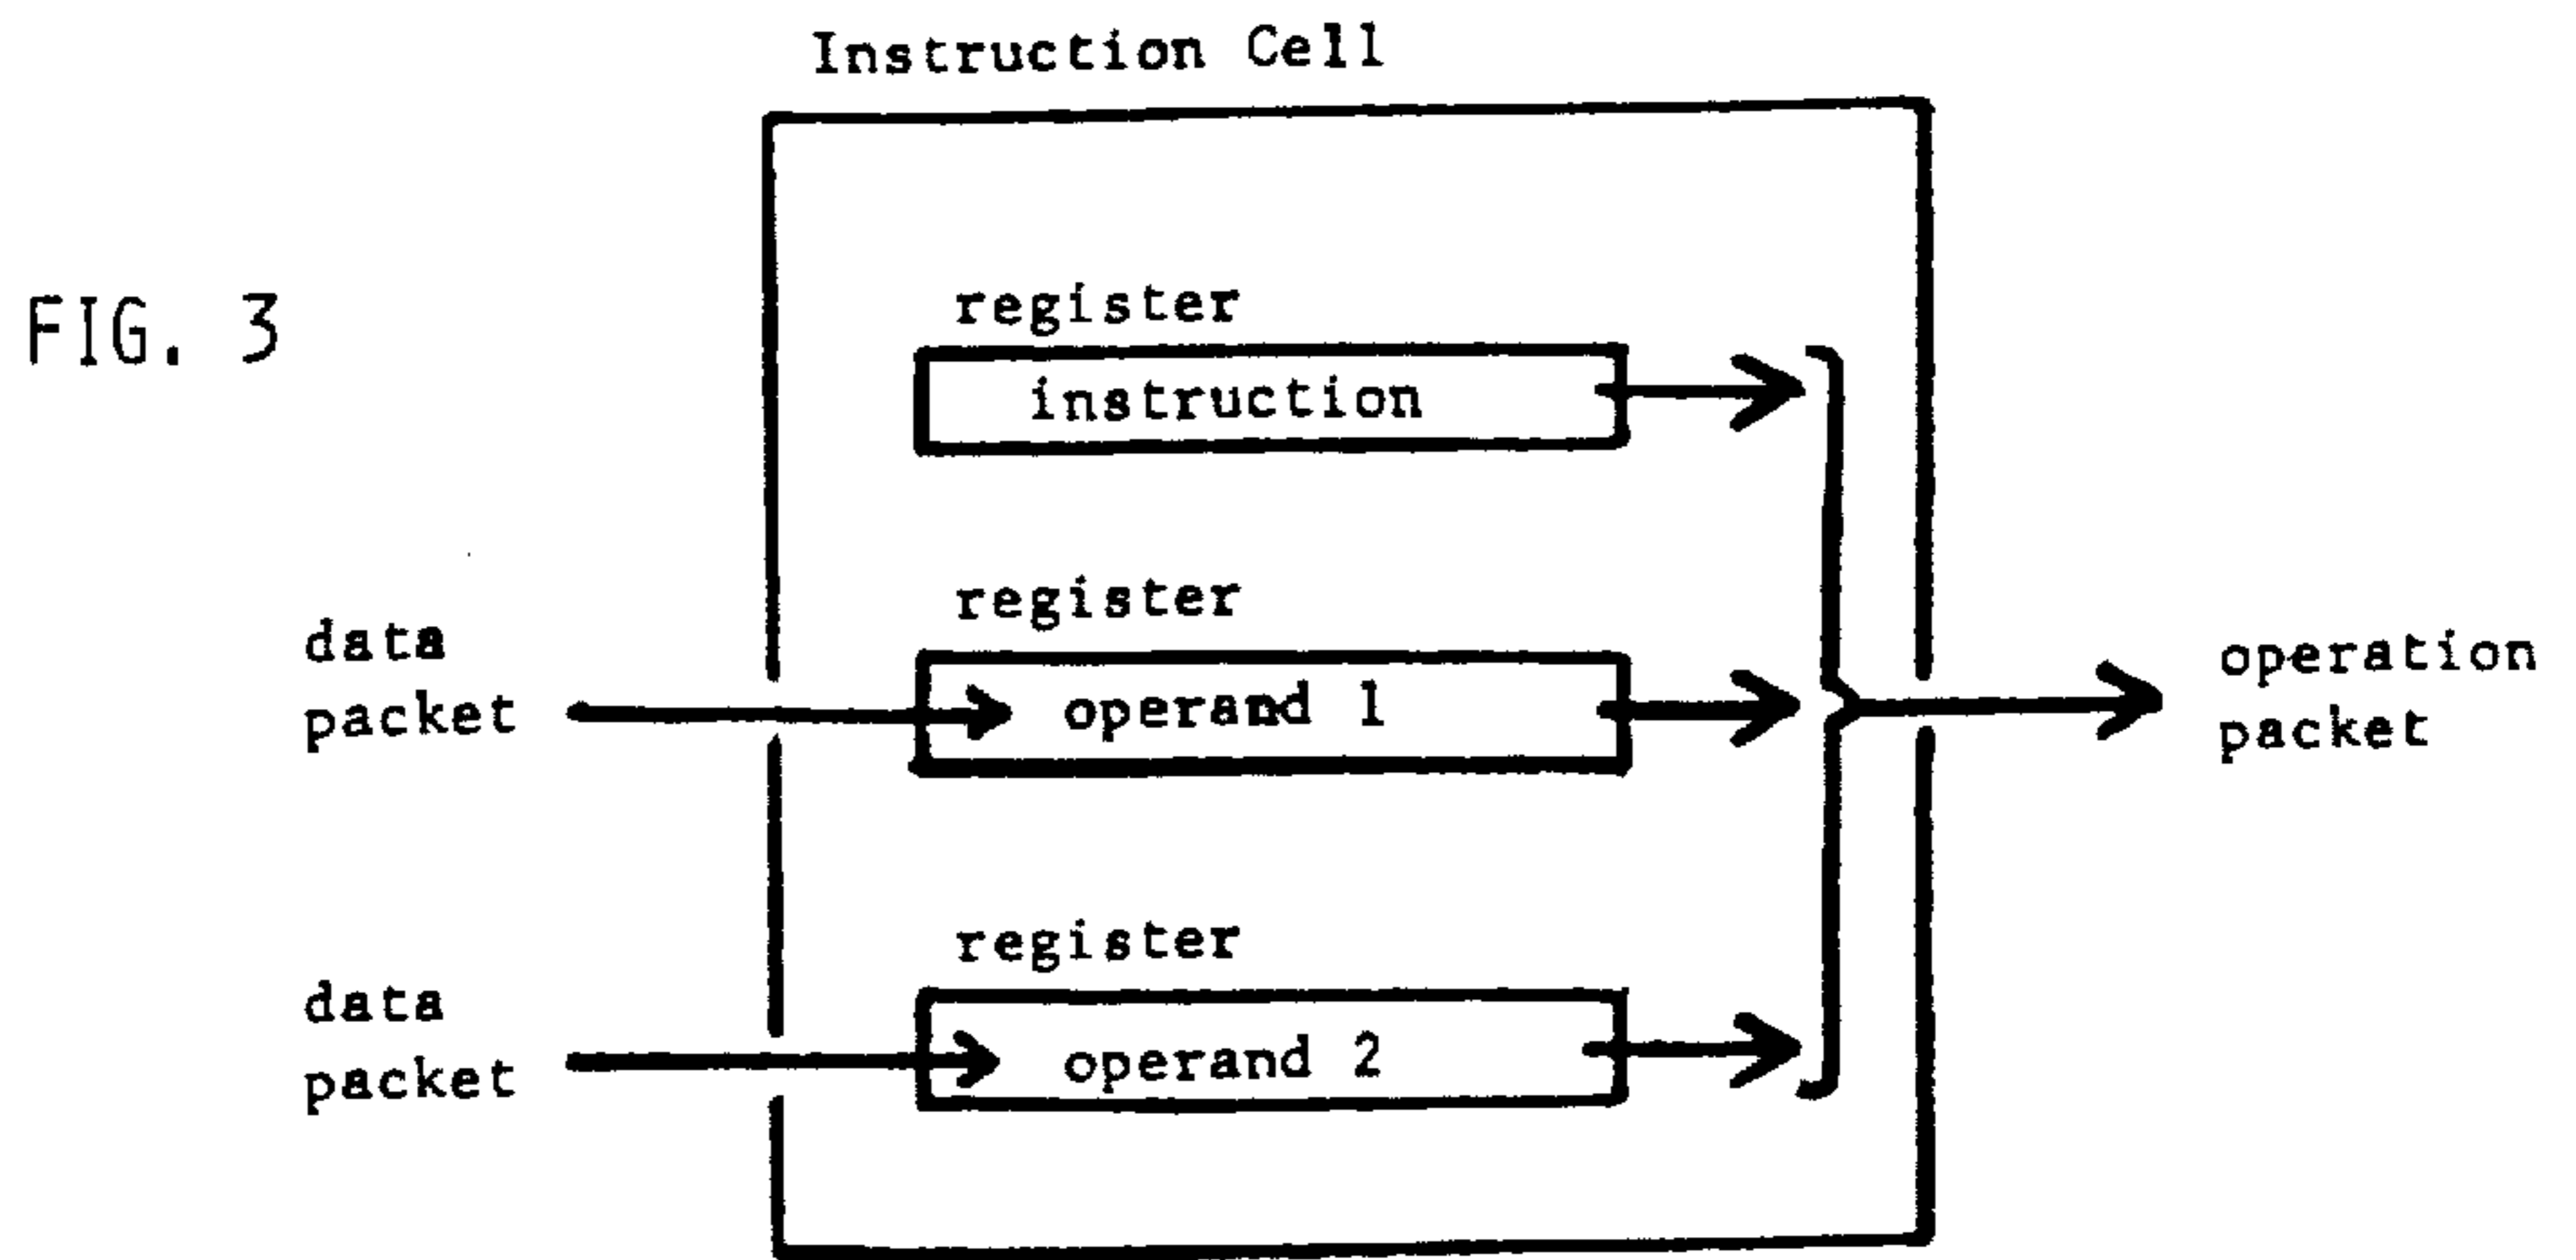 Instruction Cell
FIG. 3
register
instruction
register
data
packet
operand 1
operation
packet
register
data
packet
operand 2